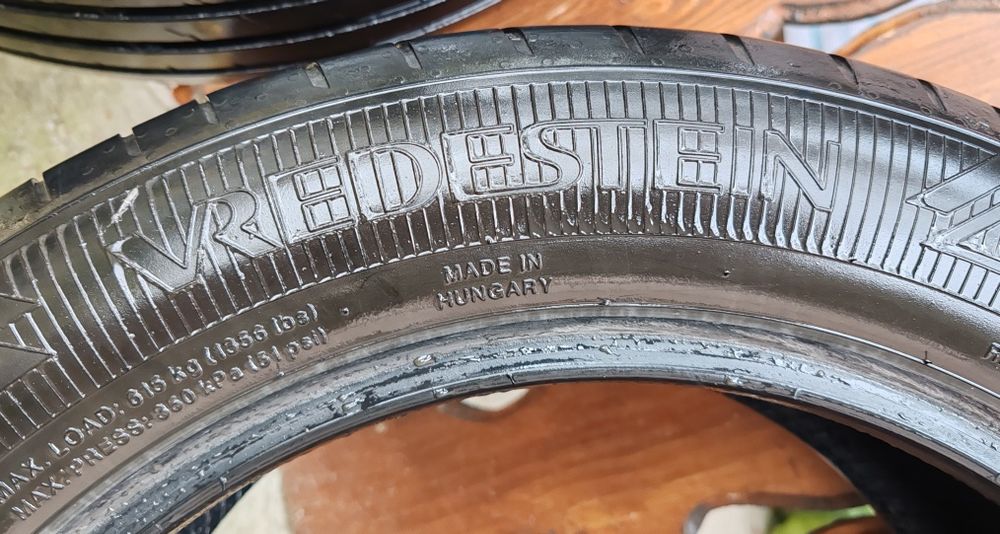 VREDESTEIN
MADE IN
HUNGARY
MAX. LOAD: 615 kg (1356 lbs)
MAX. PRESS: 350 kPa (51 psi)